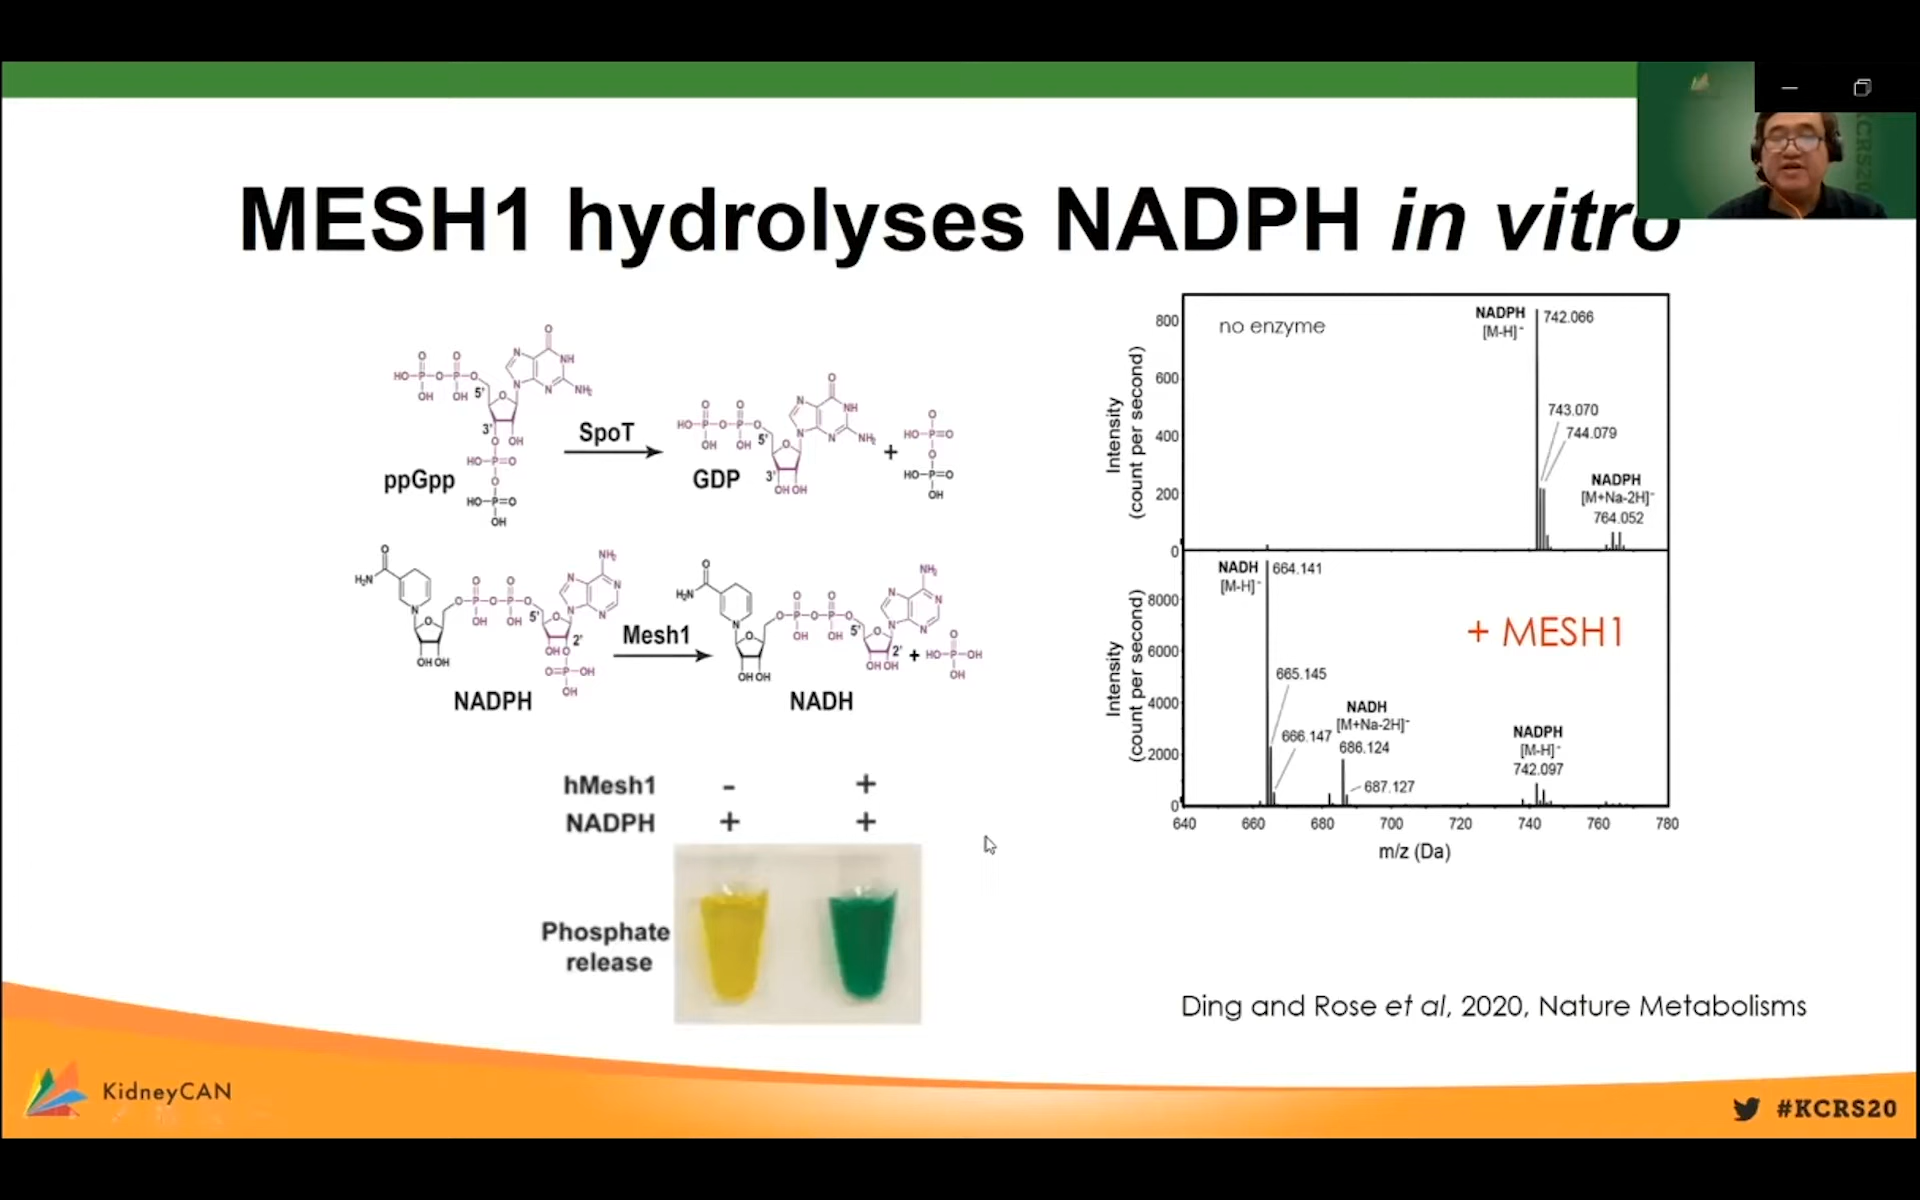 MESH1 hydrolyses NADPH in vitro
KCRS20
ppGpp
SpoT
GDP
+
NADPH
Mesh1
NADH
+
hMesh1 - +
NADPH + +
Phosphate
release
no enzyme
NADPH
[M-H]⁻
742.066
743.070
744.079
NADPH
[M+Na-2H]⁻
764.052
Intensity
(count per second)
800
600
400
200
0
NADH
[M-H]⁻
664.141
+ MESH1
665.145
666.147
NADH
[M+Na-2H]⁻
686.124
687.127
NADPH
[M-H]⁻
742.097
Intensity
(count per second)
8000
6000
4000
2000
0
640 660 680 700 720 740 760 780
m/z (Da)
Ding and Rose et al, 2020, Nature Metabolisms
KidneyCAN
#KCRS20